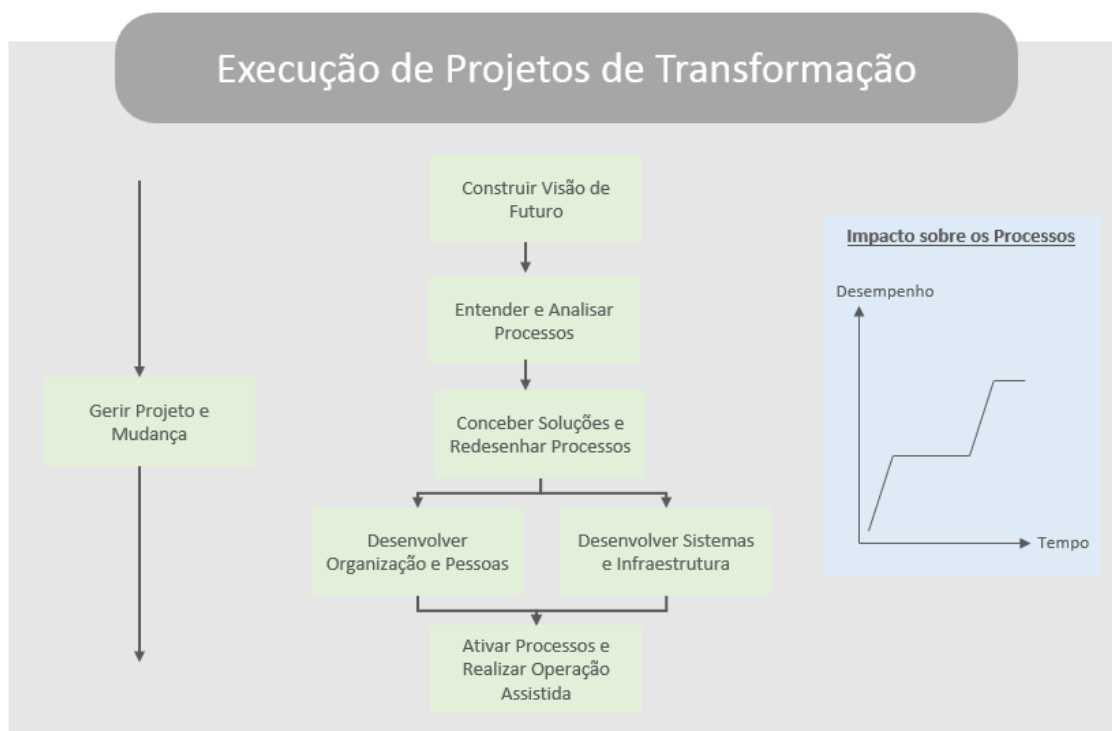 Execução de Projetos de Transformação
Construir Visão de
Futuro
Entender e Analisar
Processos
Gerir Projeto e
Mudança
Conceber Soluções e
Redesenhar Processos
Desenvolver
Organização e Pessoas
Desenvolver Sistemas
e Infraestrutura
Ativar Processos e
Realizar Operação
Assistida
Impacto sobre os Processos
Desempenho
Tempo